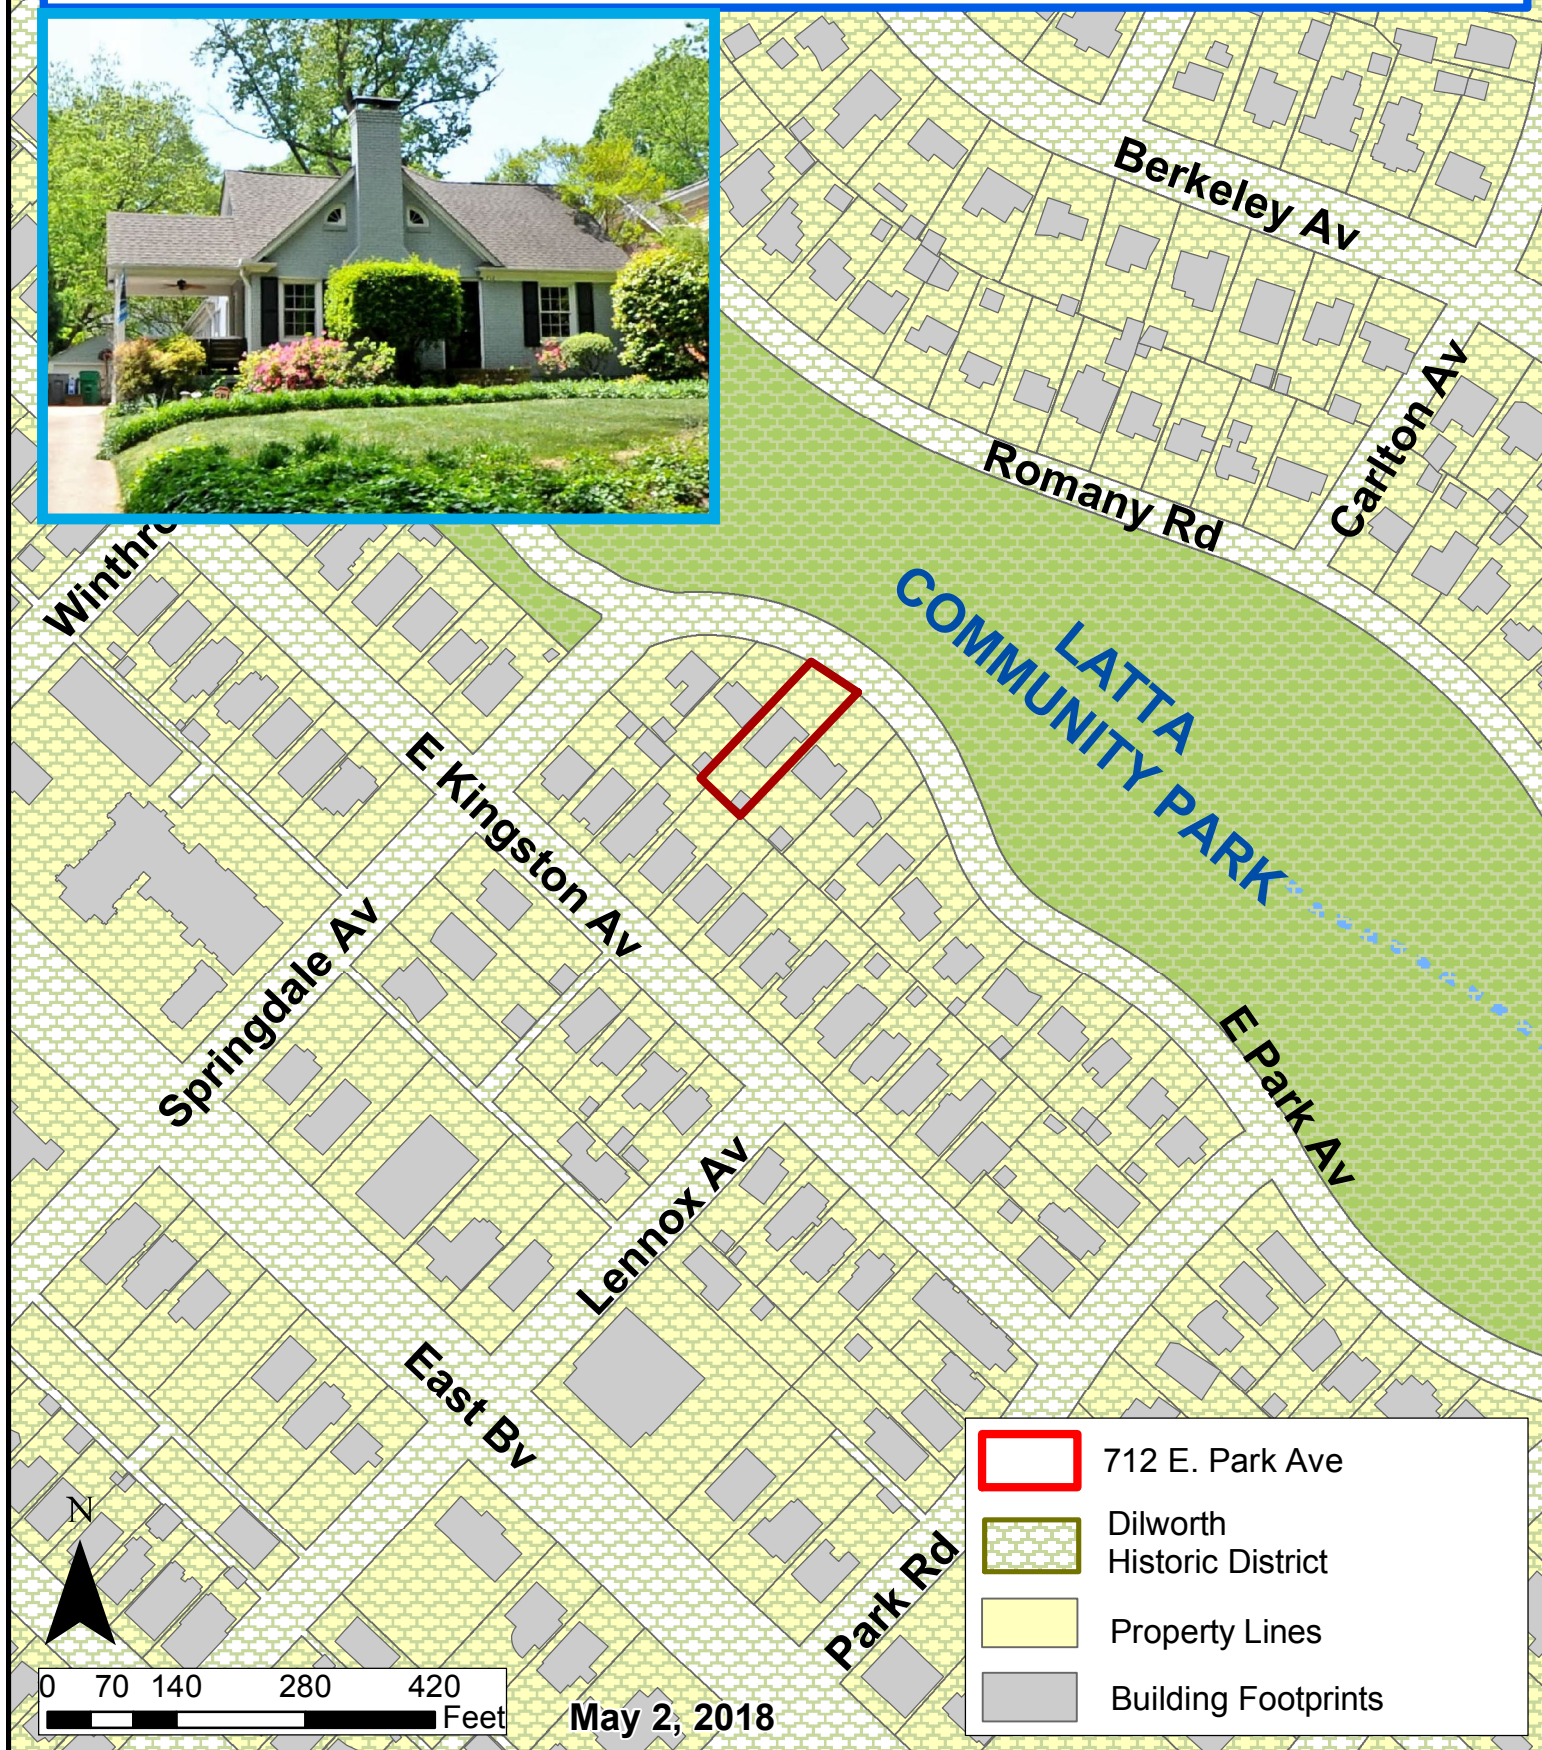 Berkeley Av
Carlton Av
Romany Rd
LATTA
COMMUNITY PARK
Winthro
E Kingston Av
Springdale Av
E Park Av
Lennox Av
East Bv
Park Rd
712 E. Park Ave
Dilworth
Historic District
Property Lines
Building Footprints
N
0 70 140 280 420
Feet
May 2, 2018